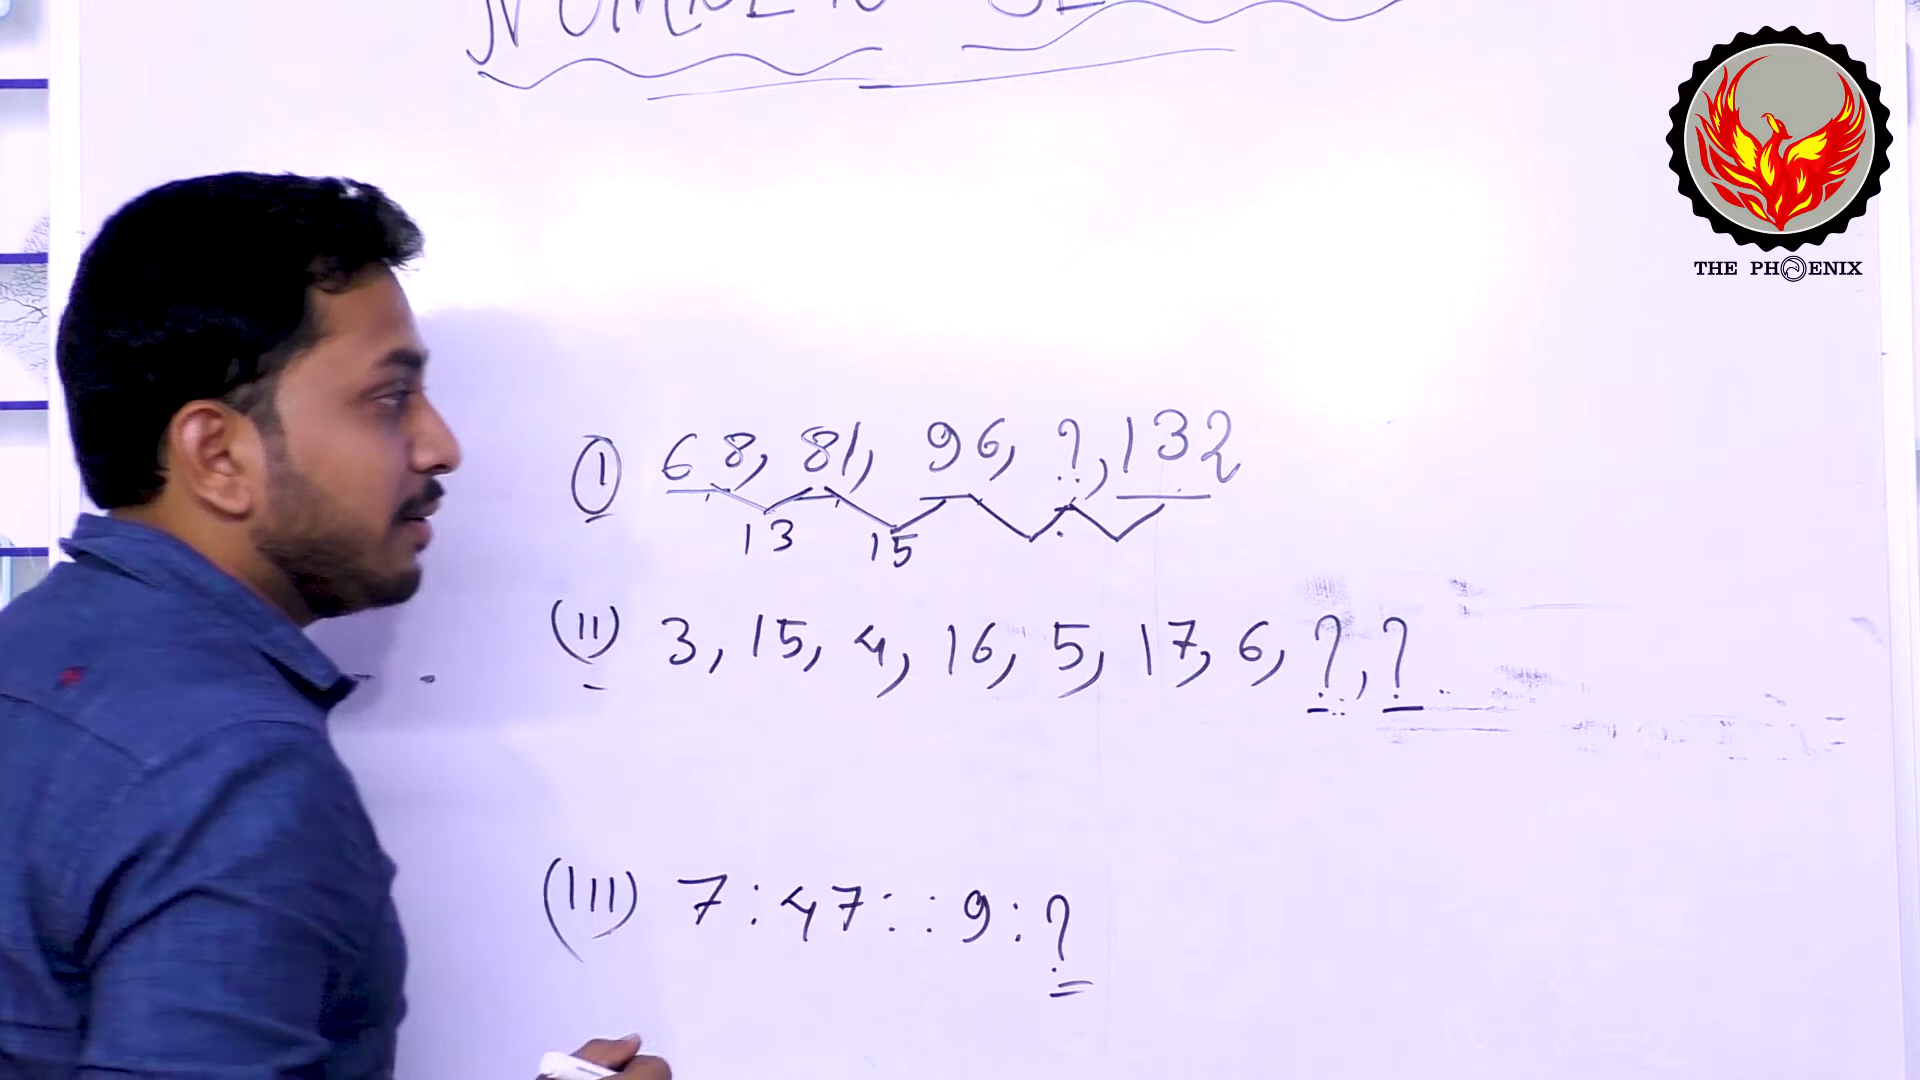 THE PHOENIX
(I) 68, 81, 96, ?, 132
13 15
(II) 3, 15, 4, 16, 5, 17, 6, ?, ?
(III) 7 : 47 : : 9 : ?